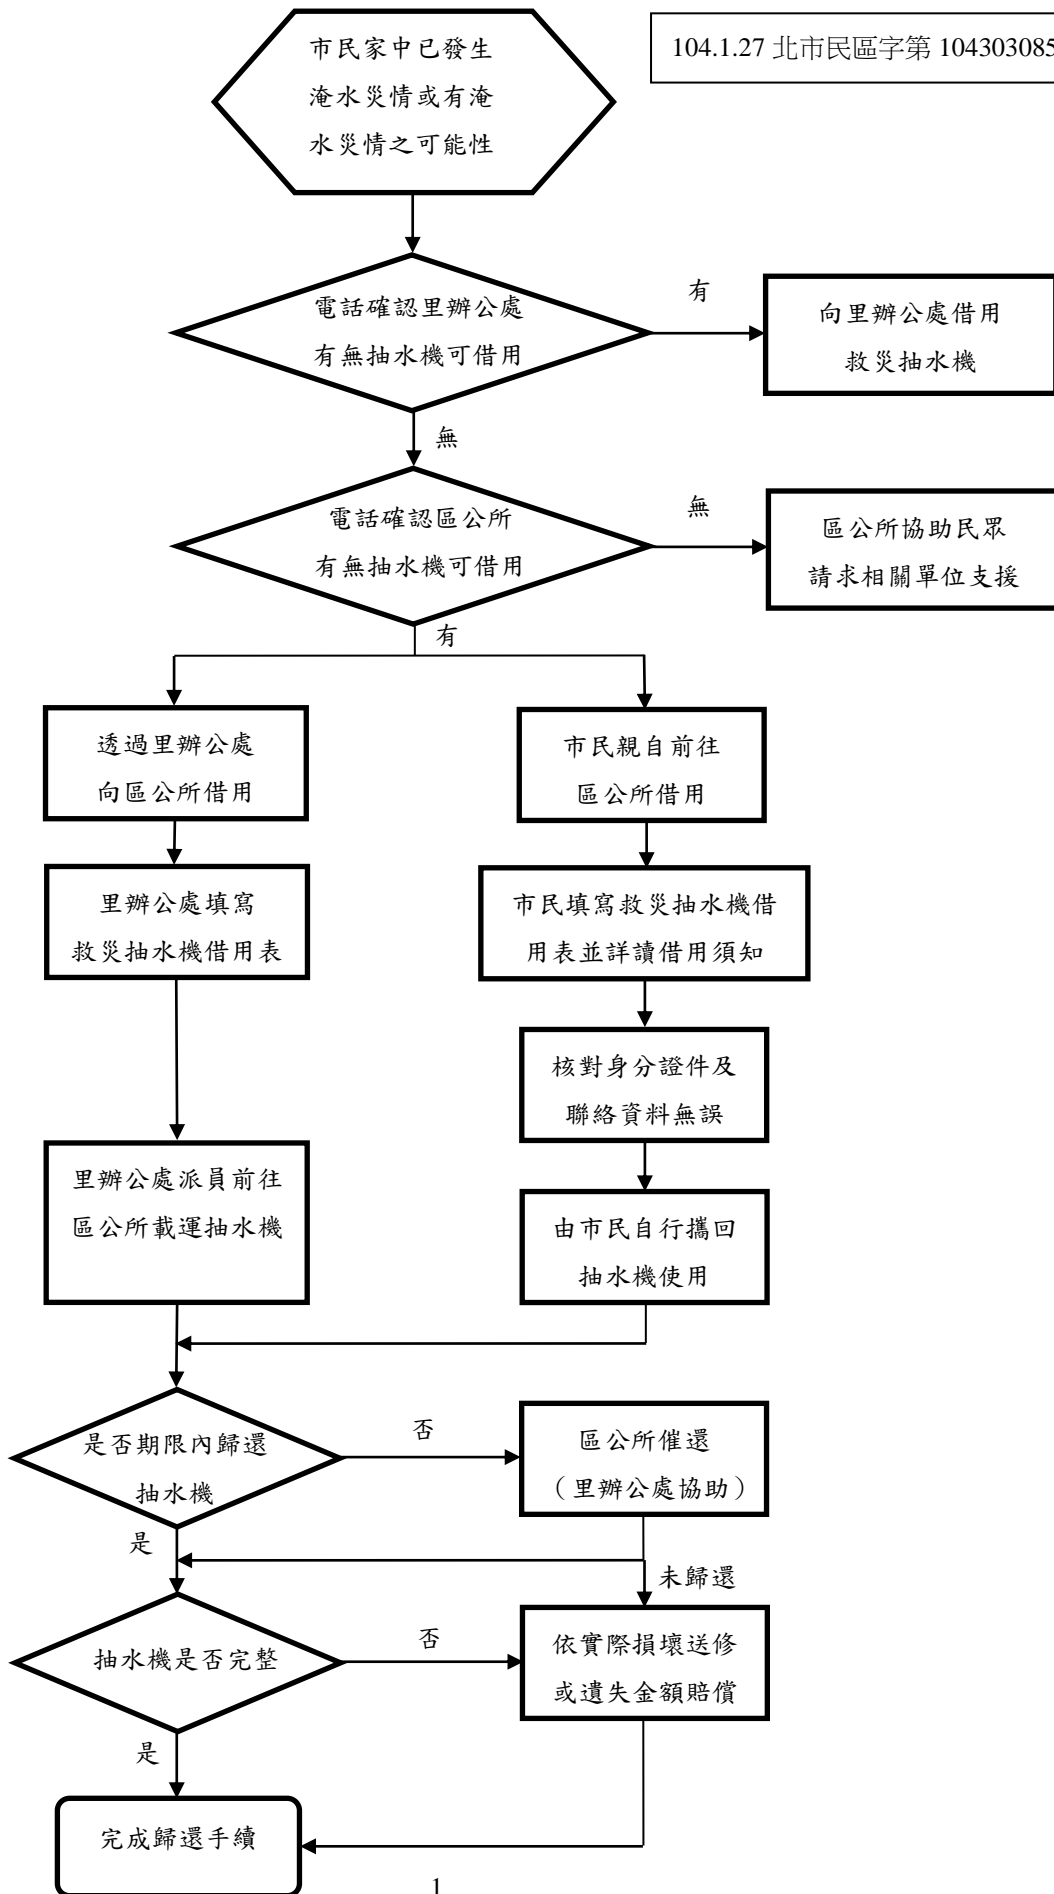 市民家中已發生
淹水災情或有淹
水災情之可能性
104.1.27 北市民區字第 104303085
電話確認里辦公處
有無抽水機可借用
有
向里辦公處借用
救災抽水機
無
電話確認區公所
有無抽水機可借用
無
區公所協助民眾
請求相關單位支援
有
透過里辦公處
向區公所借用
市民親自前往
區公所借用
里辦公處填寫
救災抽水機借用表
市民填寫救災抽水機借
用表並詳讀借用須知
核對身分證件及
聯絡資料無誤
里辦公處派員前往
區公所載運抽水機
由市民自行攜回
抽水機使用
是否期限內歸還
抽水機
否
區公所催還
（里辦公處協助）
是
未歸還
抽水機是否完整
否
依實際損壞送修
或遺失金額賠償
是
完成歸還手續
1